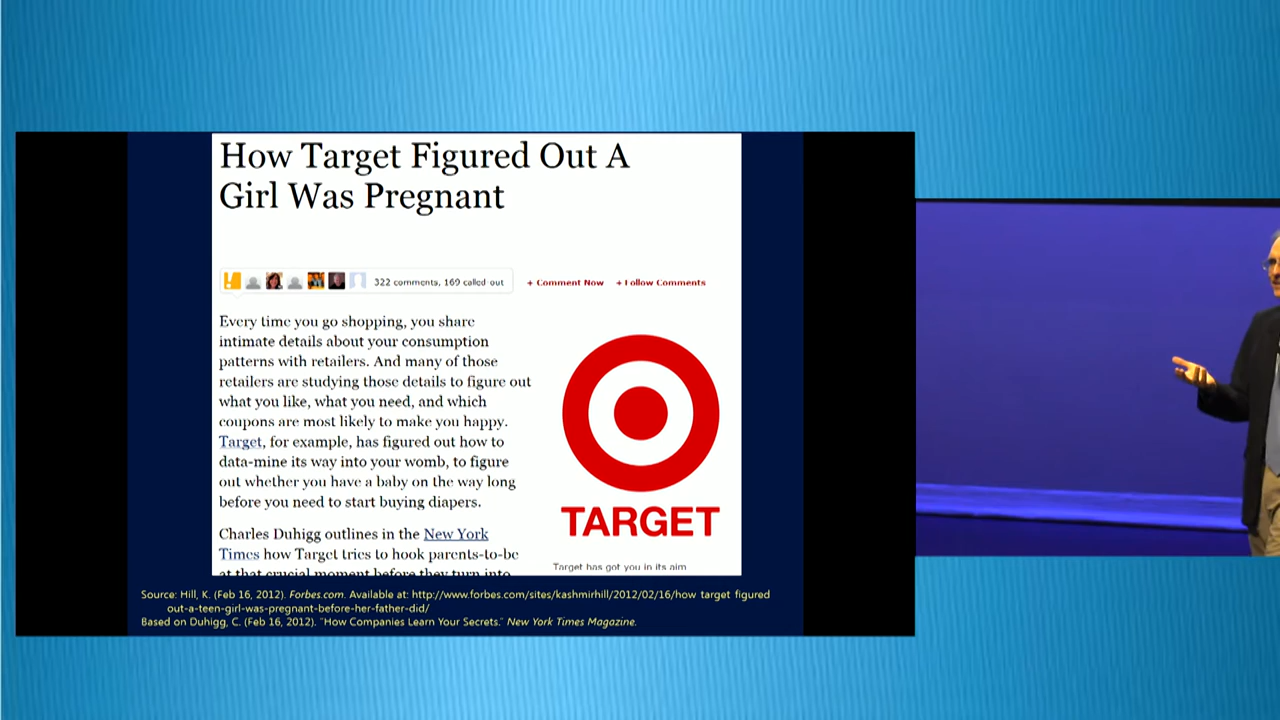 How Target Figured Out A
Girl Was Pregnant
322 comments, 169 called out
+ Comment Now + Follow Comments
Every time you go shopping, you share
intimate details about your consumption
patterns with retailers. And many of those
retailers are studying those details to figure out
what you like, what you need, and which
coupons are most likely to make you happy.
Target, for example, has figured out how to
data-mine its way into your womb, to figure
out whether you have a baby on the way long
before you need to start buying diapers.
Charles Duhigg outlines in the New York
Times how Target tries to hook parents-to-be
at that crucial moment before they turn into
TARGET
Target has got you in its aim
Source: Hill, K. (Feb 16, 2012). Forbes.com. Available at: http://www.forbes.com/sites/kashmirhill/2012/02/16/how target figured
out-a-teen-girl-was-pregnant-before-her-father-did/
Based on Duhigg, C. (Feb 16, 2012). "How Companies Learn Your Secrets." New York Times Magazine.